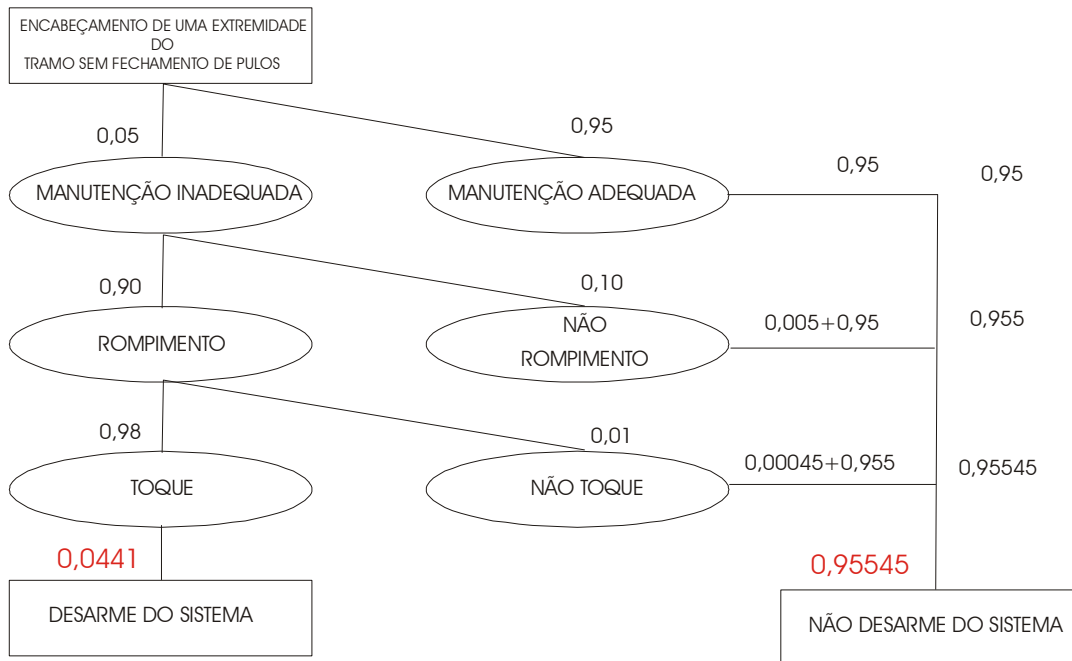 ENCABEÇAMENTO DE UMA EXTREMIDADE
DO
TRAMO SEM FECHAMENTO DE PULOS
0,05
0,95
MANUTENÇÃO INADEQUADA
MANUTENÇÃO ADEQUADA
0,95
0,95
0,90
0,10
ROMPIMENTO
NÃO
ROMPIMENTO
0,005+0,95
0,955
0,98
0,01
TOQUE
NÃO TOQUE
0,00045+0,955
0,95545
0,0441
0,95545
DESARME DO SISTEMA
NÃO DESARME DO SISTEMA